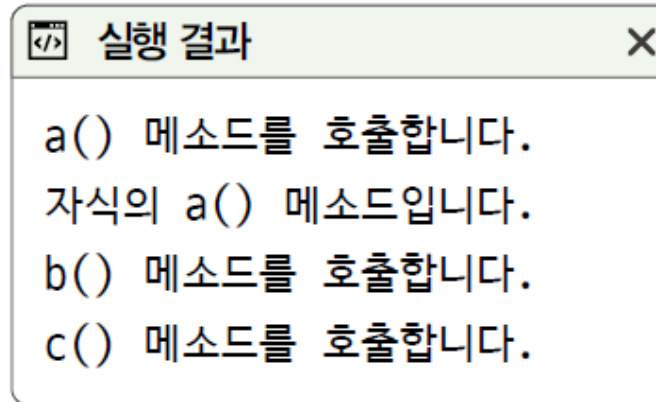 실행 결과
a() 메소드를 호출합니다.
자식의 a() 메소드입니다.
b() 메소드를 호출합니다.
c() 메소드를 호출합니다.